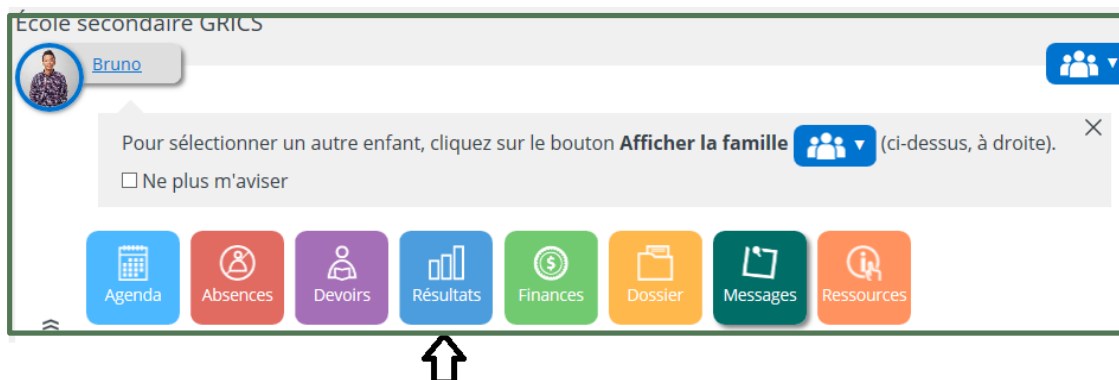 École secondaire GRICS
Bruno
Pour sélectionner un autre enfant, cliquez sur le bouton Afficher la famille (ci-dessus, à droite).
Ne plus m'aviser
Agenda Absences Devoirs Résultats Finances Dossier Messages Ressources